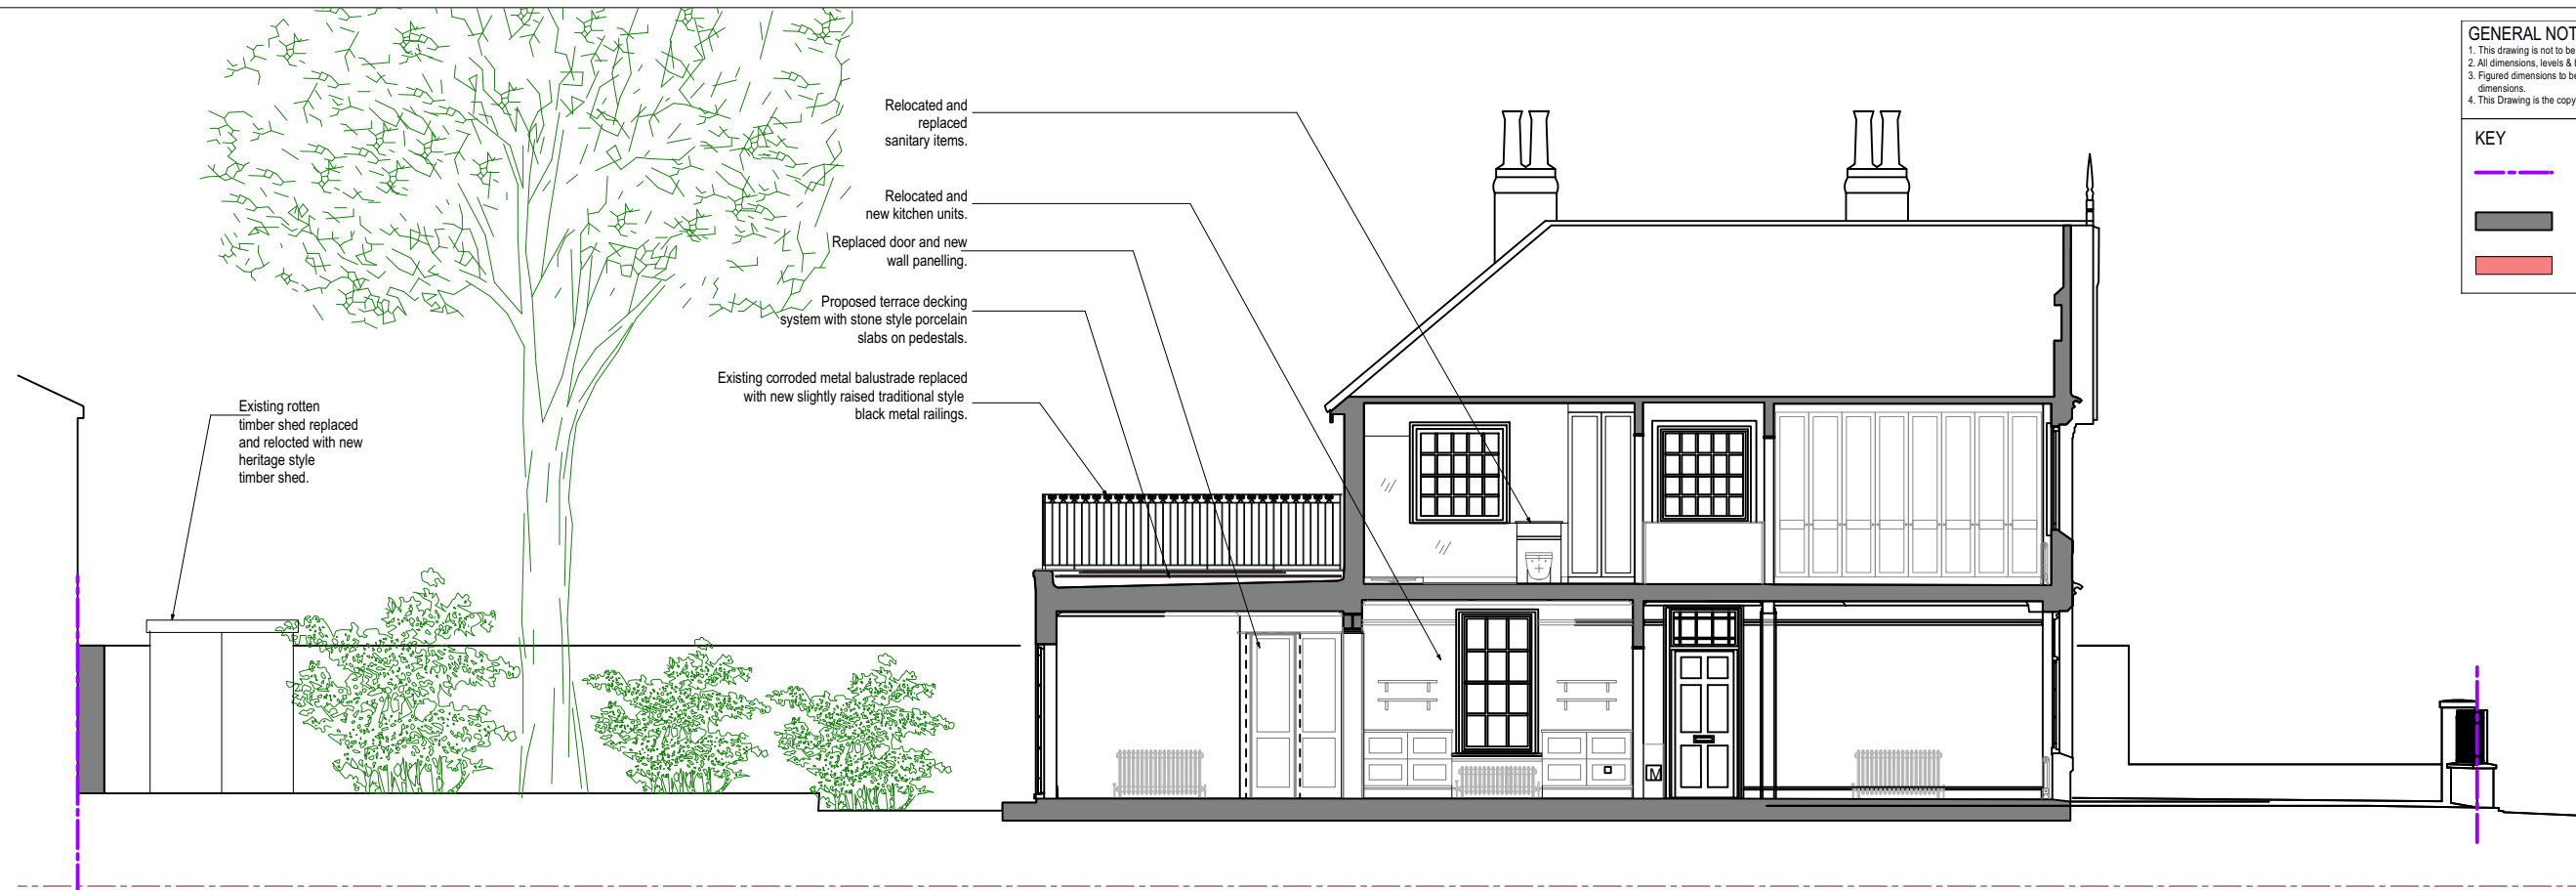 Relocated and
replaced
sanitary items.
Relocated and
new kitchen units.
Replaced door and new
wall panelling.
Proposed terrace decking
system with stone style porcelain
slabs on pedestals.
Existing corroded metal balustrade replaced
with new slightly raised traditional style
black metal railings.
Existing rotten
timber shed replaced
and relocted with new
heritage style
timber shed.
M
GENERAL NOT
1. This drawing is not to be
2. All dimensions, levels &
3. Figured dimensions to be
dimensions.
4. This Drawing is the copy
KEY